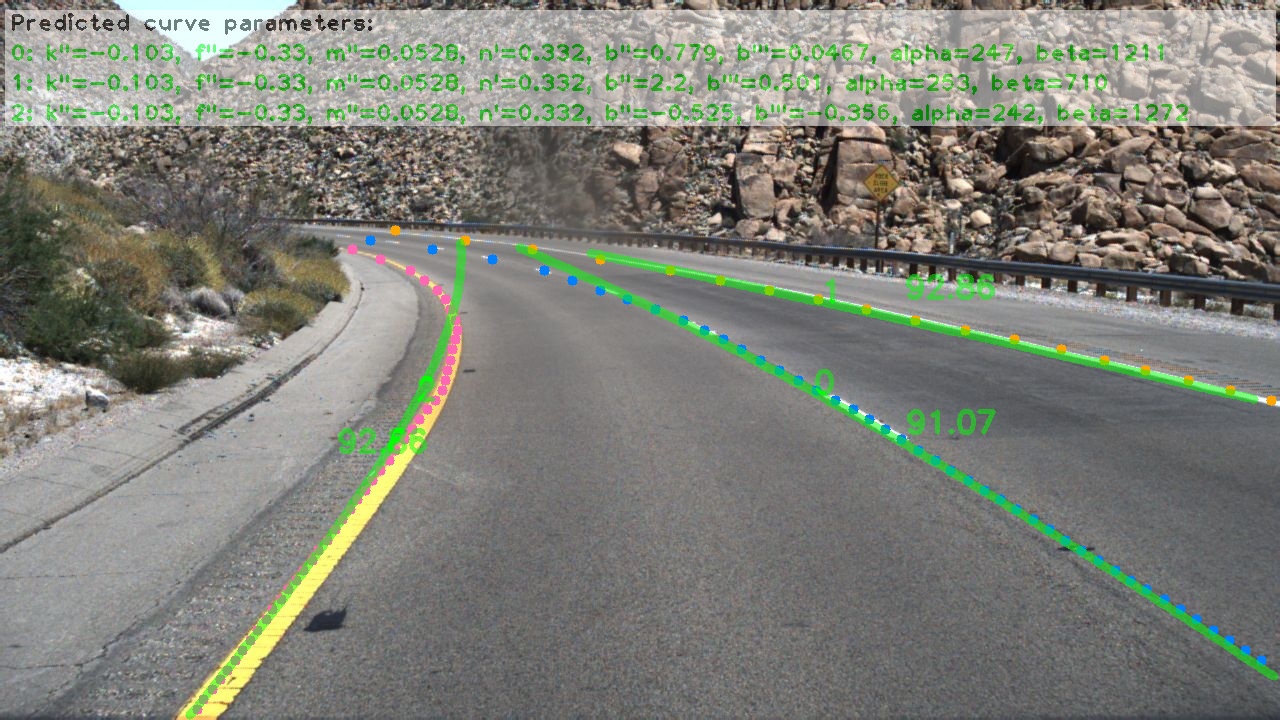 Predicted curve parameters:
0: k''=-0.103, f''=-0.33, m''=0.0528, n'=0.332, b''=0.779, b'''=0.0467, alpha=247, beta=1211
1: k''=-0.103, f''=-0.33, m''=0.0528, n'=0.332, b''=2.2, b'''=0.501, alpha=253, beta=710
2: k''=-0.103, f''=-0.33, m''=0.0528, n'=0.332, b''=-0.525, b'''=-0.356, alpha=242, beta=1272
ROCK
SLIDE
AREA
1 92.86
0
91.07